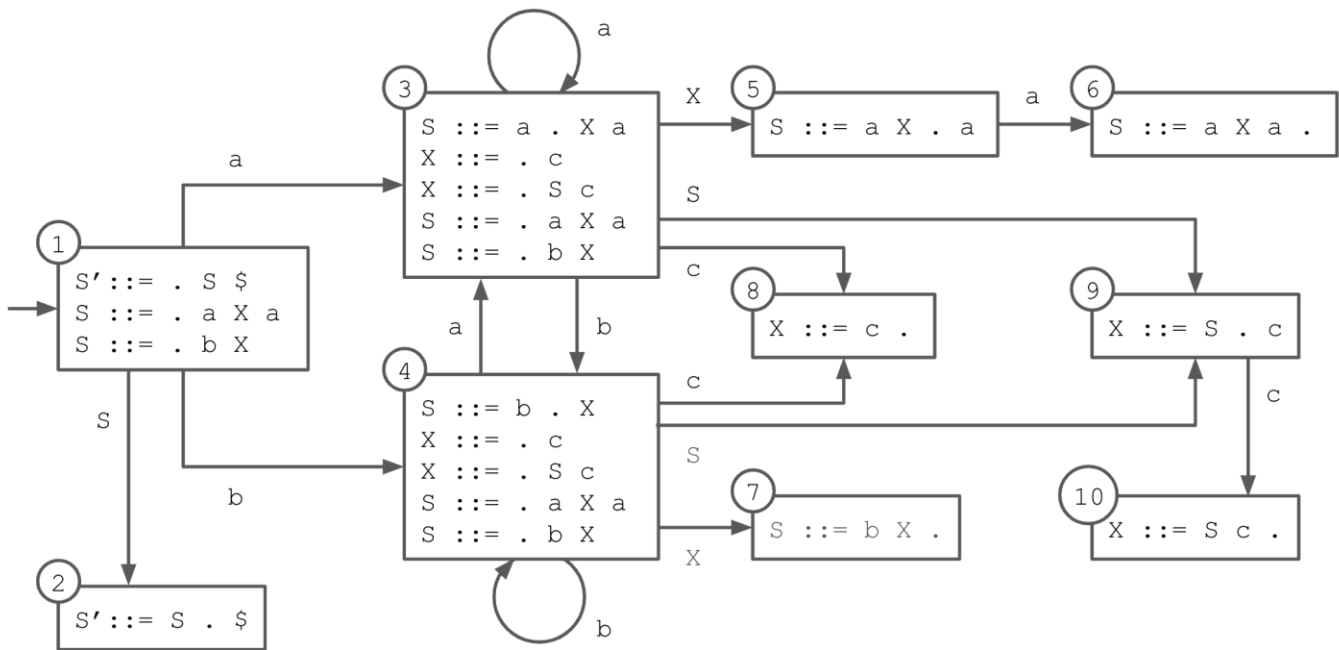 a
3
S ::= a . X a
X ::= . c
X ::= . S c
S ::= . a X a
S ::= . b X
X
5
S ::= a X . a
a
6
S ::= a X a .
a
S
c
1
S′::= . S $
S ::= . a X a
S ::= . b X
8
X ::= c .
9
X ::= S . c
a
b
4
S ::= b . X
X ::= . c
X ::= . S c
S ::= . a X a
S ::= . b X
c
S
c
S
b
7
S ::= b X .
X
10
X ::= S c .
2
S′::= S . $
b